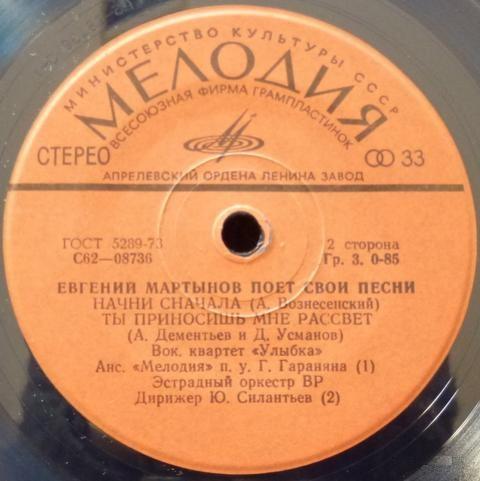 МИНИСТЕРСТВО КУЛЬТУРЫ СССР
МЕЛОДИЯ
ВСЕСОЮЗНАЯ ФИРМА ГРАМПЛАСТИНОК
СТЕРЕО
33
АПРЕЛЕВСКИЙ ОРДЕНА ЛЕНИНА ЗАВОД
ГОСТ 5289-73
2 сторона
С62—08736
Гр. 3. 0-85
ЕВГЕНИЙ МАРТЫНОВ ПОЕТ СВОИ ПЕСНИ
НАЧНИ СНАЧАЛА (А. Вознесенский)
ТЫ ПРИНОСИШЬ МНЕ РАССВЕТ
(А. Дементьев и Д. Усманов)
Вок. квартет «Улыбка»
Анс. «Мелодия» п. у. Г. Гараняна (1)
Эстрадный оркестр ВР
Дирижер Ю. Силантьев (2)